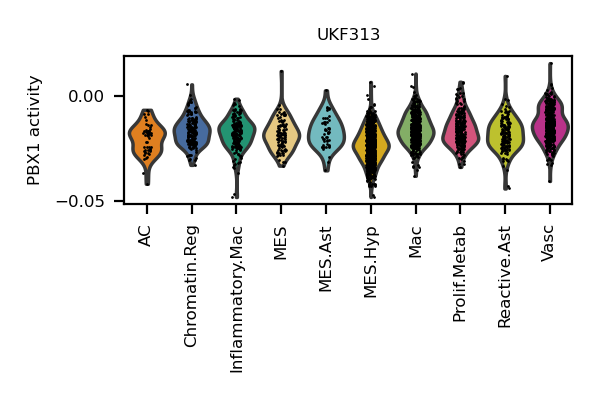 UKF313
PBX1 activity
0.00
−0.05
AC
Chromatin.Reg
Inflammatory.Mac
MES
MES.Ast
MES.Hyp
Mac
Prolif.Metab
Reactive.Ast
Vasc